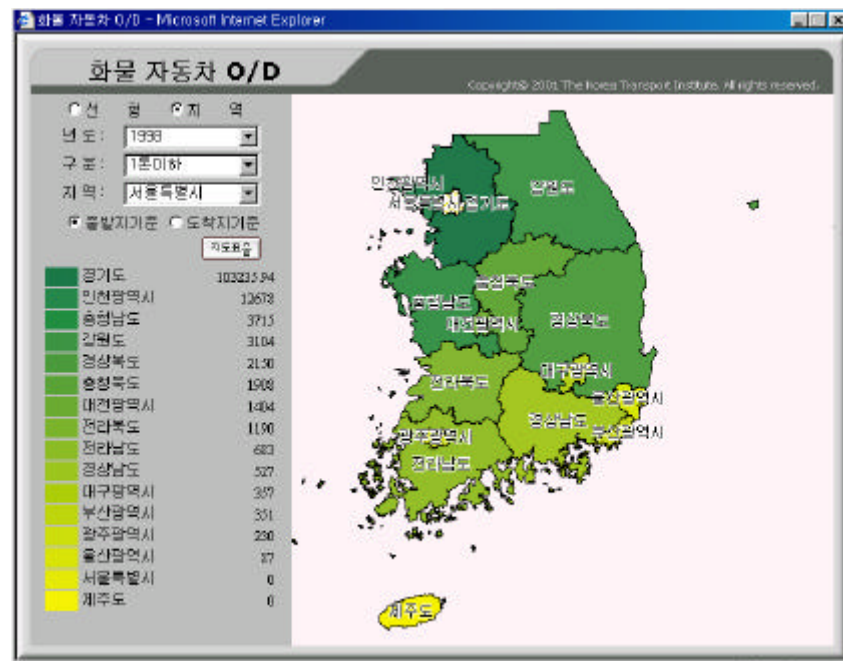 화물 자동차 O/D - Microsoft Internet Explorer
화물 자동차 O/D
Copyright© 2001 The Korea Transport Institute. All rights reserved.
선 형 지 역
년 도 : 1998
구 분 : 1톤이하
지 역 : 서울특별시
출발지기준 도착지기준
지도표출
경기도 103235.94
인천광역시 12678
충청남도 3715
강원도 3104
경상북도 2150
충청북도 1908
대전광역시 1404
전라북도 1190
전라남도 683
경상남도 527
대구광역시 357
부산광역시 351
광주광역시 230
울산광역시 87
서울특별시 0
제주도 0
인천광역시
서울특별시 경기도
강원도
충청북도
충청남도
대전광역시
경상북도
대구광역시
전라북도
울산광역시
경상남도
부산광역시
광주광역시
전라남도
제주도